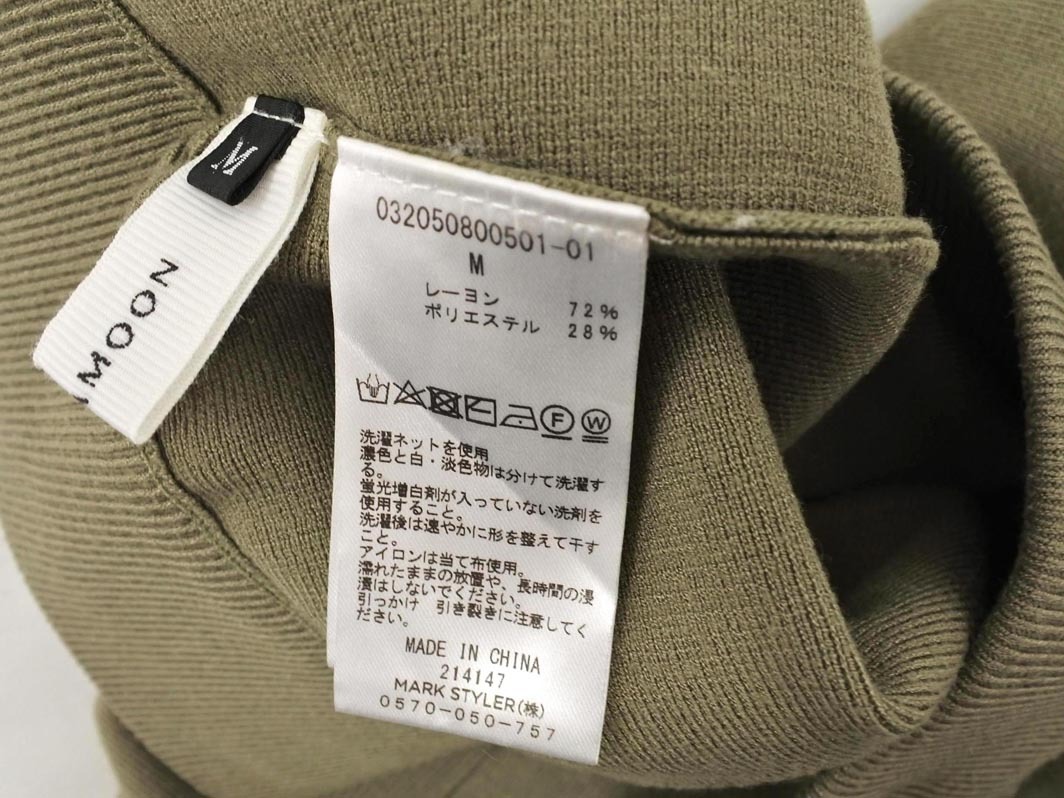 MOON
032050800501-01
M
レーヨン 72%
ポリエステル 28%
F W
洗濯ネットを使用
濃色と白・淡色物は分けて洗濯す
る。
蛍光増白剤が入っていない洗剤を
使用すること。
洗濯後は速やかに形を整えて干す
こと。
アイロンは当て布使用。
濡れたままの放置や、長時間の浸
漬はしないでください。
引っかけ 引き裂きに注意してく
ださい。
MADE IN CHINA
214147
MARK STYLER(株)
0570-050-757